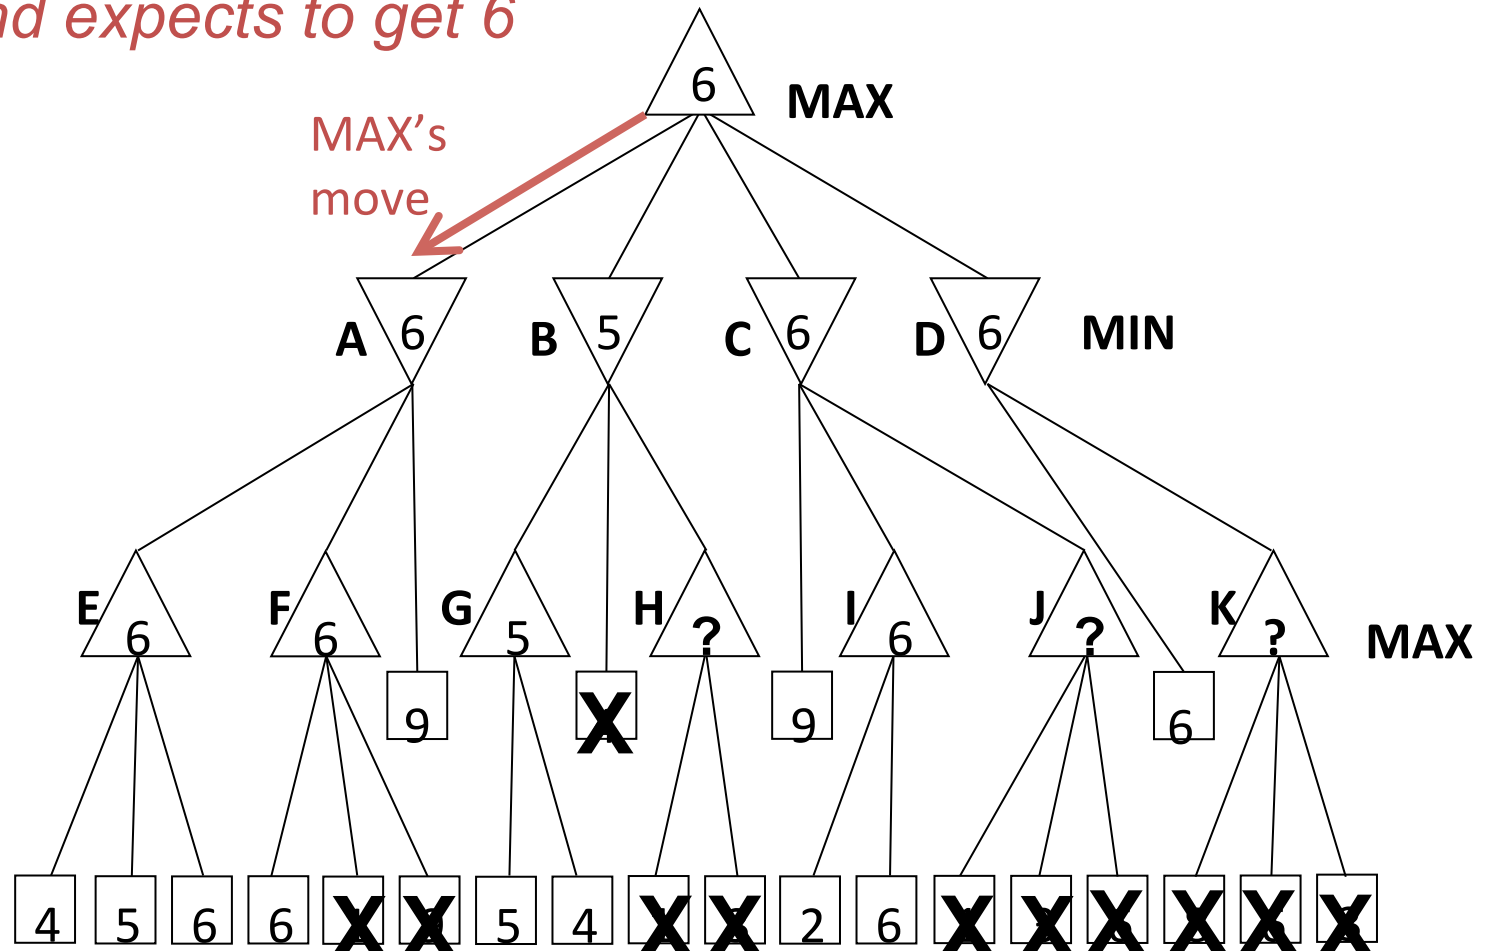 nd expects to get 6
6 MAX
MAX’s
move
A 6 B 5 C 6 D 6 MIN
E 6 F 6 G 5 H ? I 6 J ? K ? MAX
9 X 9 6
4 5 6 6 X X 5 4 X X 2 6 X X X X X X